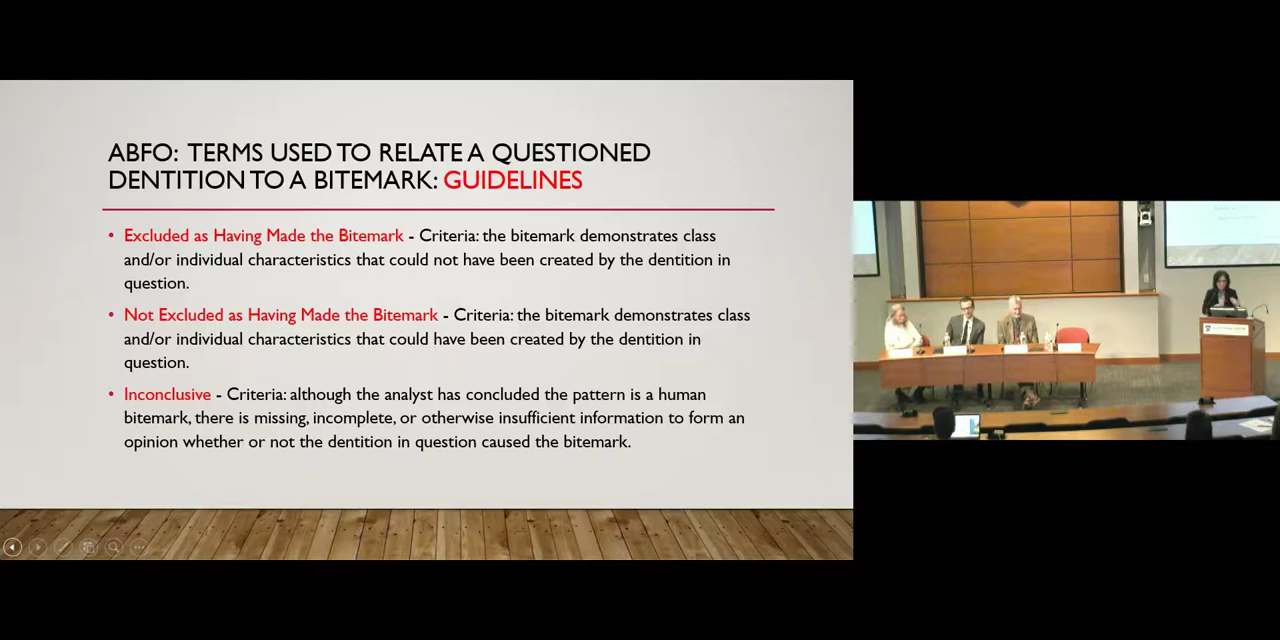 ABFO: TERMS USED TO RELATE A QUESTIONED
DENTITION TO A BITEMARK: GUIDELINES
• Excluded as Having Made the Bitemark - Criteria: the bitemark demonstrates class
and/or individual characteristics that could not have been created by the dentition in
question.
• Not Excluded as Having Made the Bitemark - Criteria: the bitemark demonstrates class
and/or individual characteristics that could have been created by the dentition in
question.
• Inconclusive - Criteria: although the analyst has concluded the pattern is a human
bitemark, there is missing, incomplete, or otherwise insufficient information to form an
opinion whether or not the dentition in question caused the bitemark.